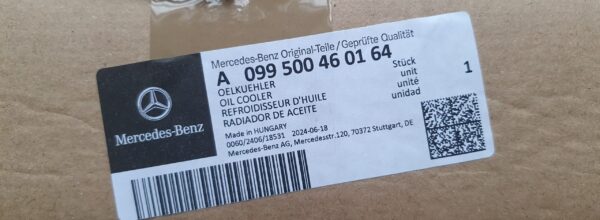 Mercedes-Benz Original-Teile / Geprüfte Qualität
A 099 500 46 01 64
OELKUEHLER
OIL COOLER
REFROIDISSEUR D'HUILE
RADIADOR DE ACEITE
Stück
unit
unité
unidad
1
Made in HUNGARY
0060/2406/18531 2024-06-18
Mercedes-Benz AG, Mercedesstr.120, 70372 Stuttgart, DE
Mercedes-Benz